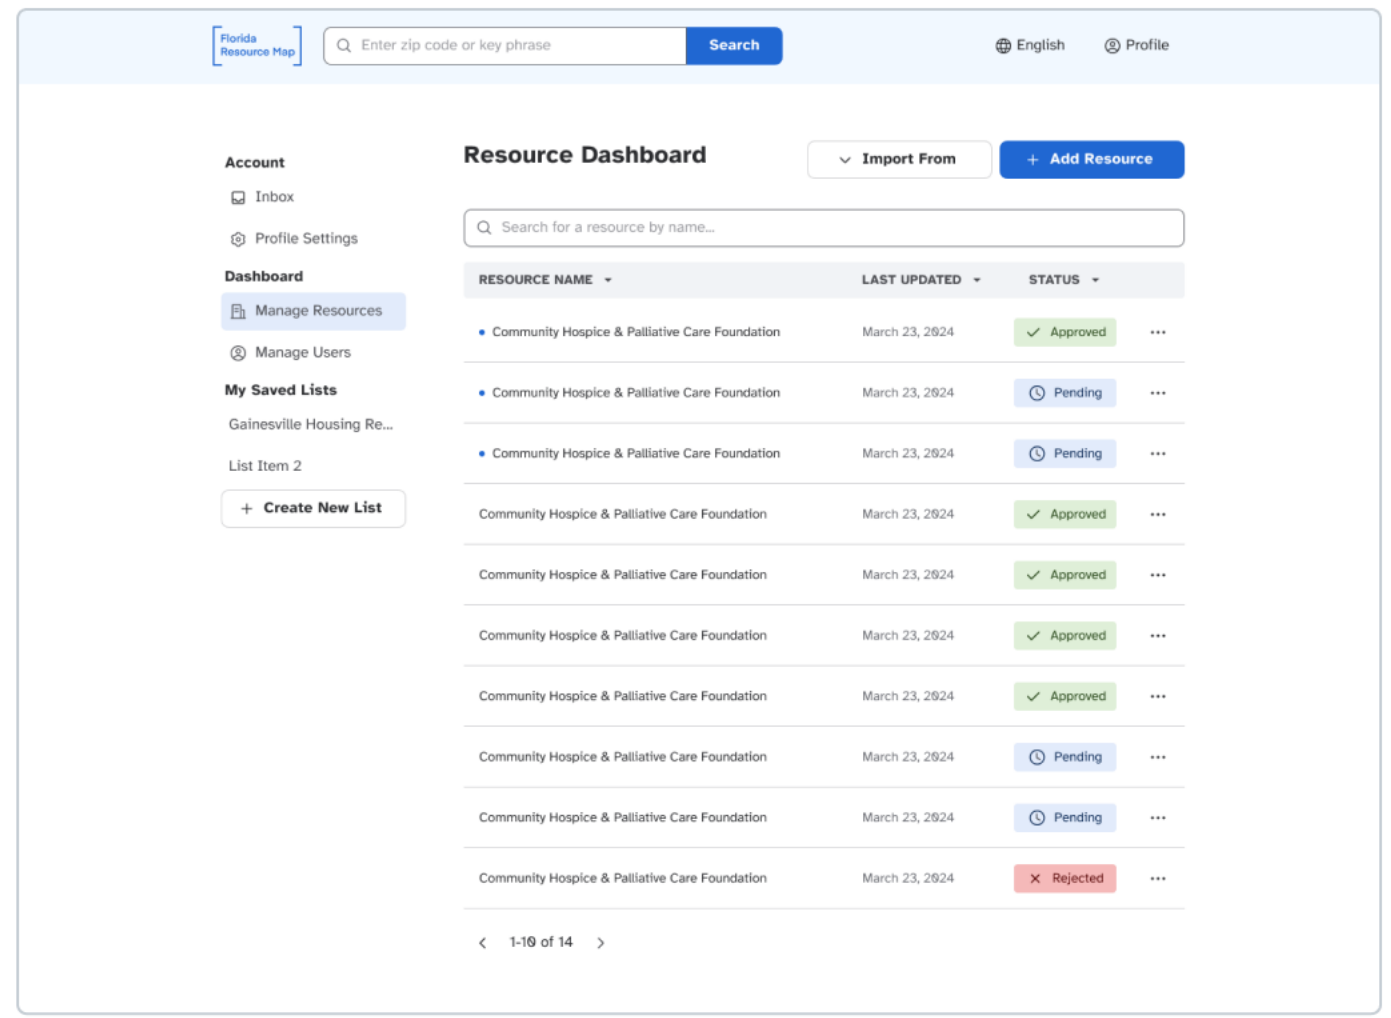 Florida
Resource Map
Enter zip code or key phrase
Search
English
Profile
Account
Inbox
Profile Settings
Dashboard
Manage Resources
Manage Users
My Saved Lists
Gainesville Housing Re...
List Item 2
+ Create New List
Resource Dashboard
Import From
+ Add Resource
Search for a resource by name...
RESOURCE NAME LAST UPDATED STATUS
• Community Hospice & Palliative Care Foundation March 23, 2024 Approved ...
• Community Hospice & Palliative Care Foundation March 23, 2024 Pending ...
• Community Hospice & Palliative Care Foundation March 23, 2024 Pending ...
Community Hospice & Palliative Care Foundation March 23, 2024 Approved ...
Community Hospice & Palliative Care Foundation March 23, 2024 Approved ...
Community Hospice & Palliative Care Foundation March 23, 2024 Approved ...
Community Hospice & Palliative Care Foundation March 23, 2024 Approved ...
Community Hospice & Palliative Care Foundation March 23, 2024 Pending ...
Community Hospice & Palliative Care Foundation March 23, 2024 Pending ...
Community Hospice & Palliative Care Foundation March 23, 2024 Rejected ...
1-10 of 14